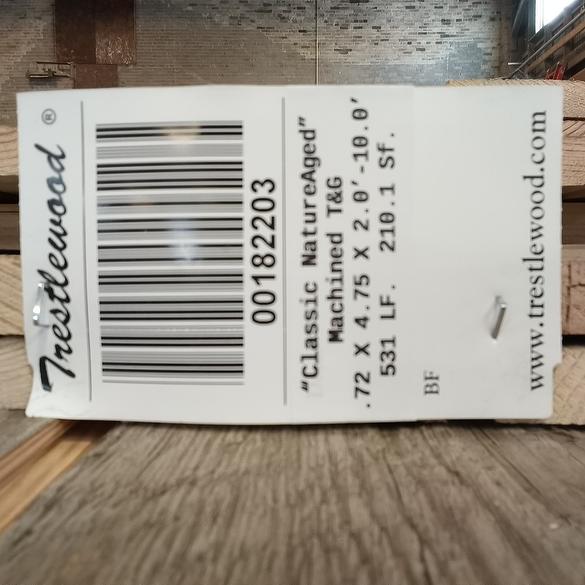 Trestlewood®
00182203
"Classic NatureAged"
Machined T&G
.72 X 4.75 X 2.0'-10.0'
531 LF. 210.1 Sf.
BF
www.trestlewood.com